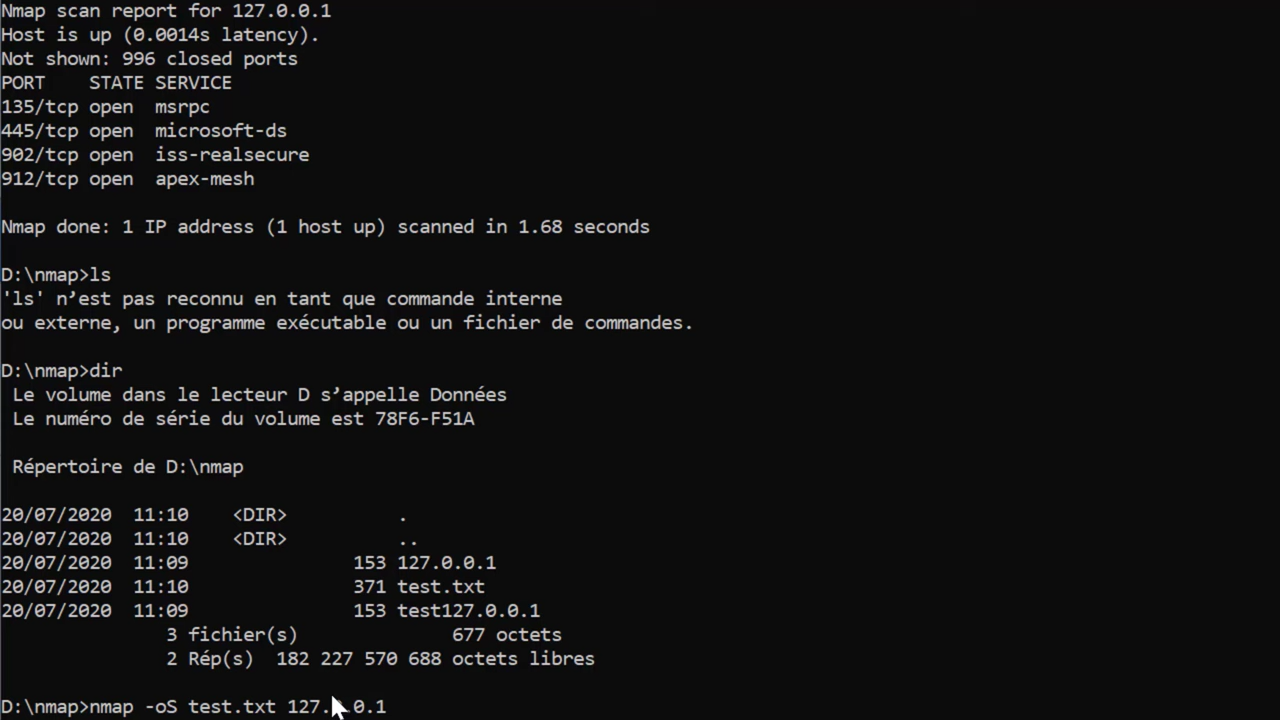 Nmap scan report for 127.0.0.1
Host is up (0.0014s latency).
Not shown: 996 closed ports
PORT    STATE SERVICE
135/tcp open  msrpc
445/tcp open  microsoft-ds
902/tcp open  iss-realsecure
912/tcp open  apex-mesh
Nmap done: 1 IP address (1 host up) scanned in 1.68 seconds
D:\nmap>ls
'ls' n’est pas reconnu en tant que commande interne
ou externe, un programme exécutable ou un fichier de commandes.
D:\nmap>dir
Le volume dans le lecteur D s’appelle Données
Le numéro de série du volume est 78F6-F51A
Répertoire de D:\nmap
20/07/2020  11:10    <DIR>          .
20/07/2020  11:10    <DIR>          ..
20/07/2020  11:09               153 127.0.0.1
20/07/2020  11:10               371 test.txt
20/07/2020  11:09               153 test127.0.0.1
3 fichier(s)              677 octets
2 Rép(s)  182 227 570 688 octets libres
D:\nmap>nmap -oS test.txt 127.0.0.1